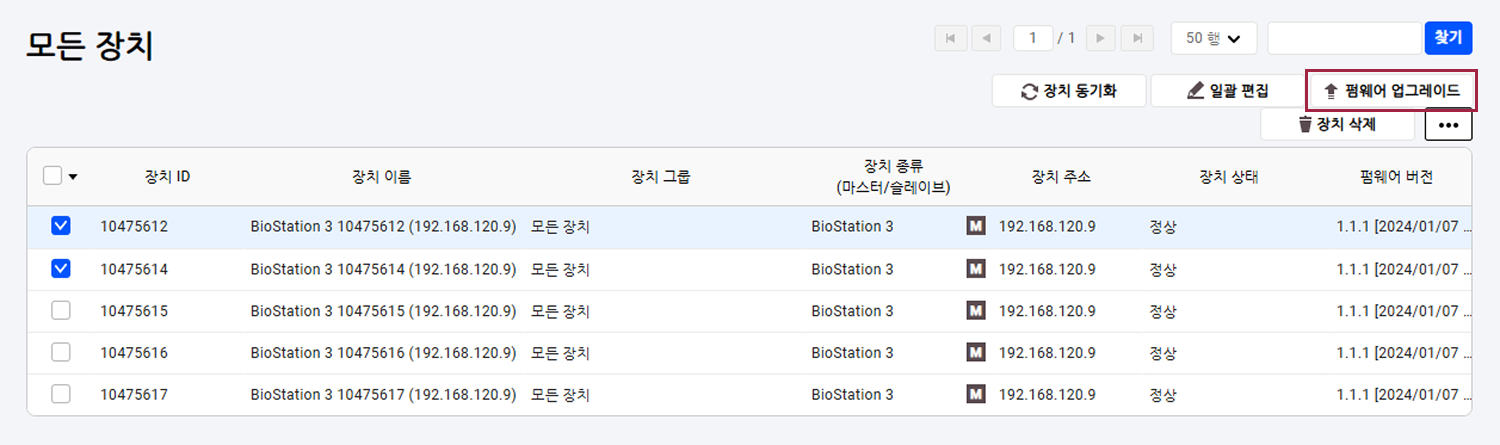 모든 장치
1 / 1
50 행
찾기
장치 동기화
일괄 편집
펌웨어 업그레이드
장치 삭제
•••
장치 ID 장치 이름 장치 그룹 장치 종류 (마스터/슬레이브) 장치 주소 장치 상태 펌웨어 버전
10475612 BioStation 3 10475612 (192.168.120.9) 모든 장치 BioStation 3 M 192.168.120.9 정상 1.1.1 [2024/01/07 ...
10475614 BioStation 3 10475614 (192.168.120.9) 모든 장치 BioStation 3 M 192.168.120.9 정상 1.1.1 [2024/01/07 ...
10475615 BioStation 3 10475615 (192.168.120.9) 모든 장치 BioStation 3 M 192.168.120.9 정상 1.1.1 [2024/01/07 ...
10475616 BioStation 3 10475616 (192.168.120.9) 모든 장치 BioStation 3 M 192.168.120.9 정상 1.1.1 [2024/01/07 ...
10475617 BioStation 3 10475617 (192.168.120.9) 모든 장치 BioStation 3 M 192.168.120.9 정상 1.1.1 [2024/01/07 ...